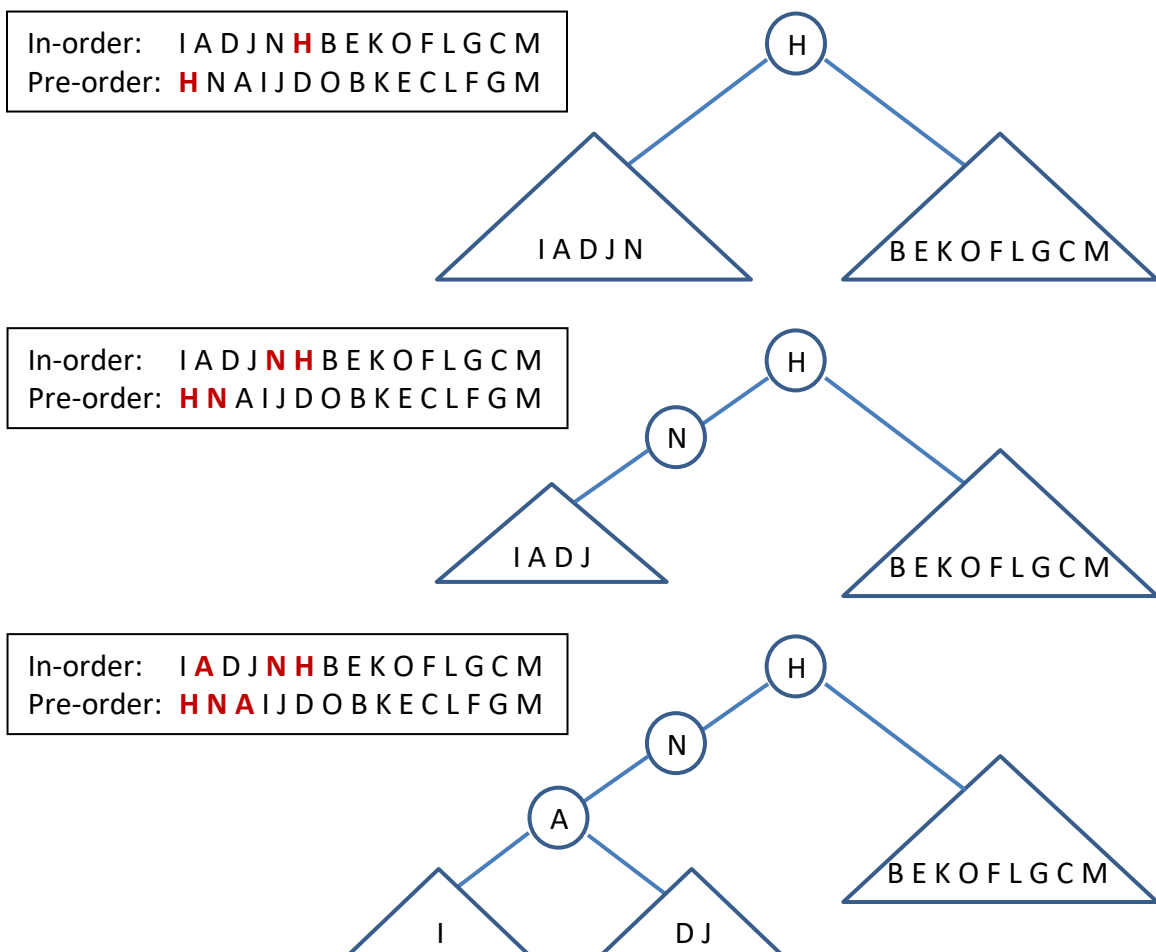 In-order: I A D J N H B E K O F L G C M
Pre-order: H N A I J D O B K E C L F G M
H
I A D J N
B E K O F L G C M
In-order: I A D J N H B E K O F L G C M
Pre-order: H N A I J D O B K E C L F G M
H
N
I A D J
B E K O F L G C M
In-order: I A D J N H B E K O F L G C M
Pre-order: H N A I J D O B K E C L F G M
H
N
A
B E K O F L G C M
I
D J